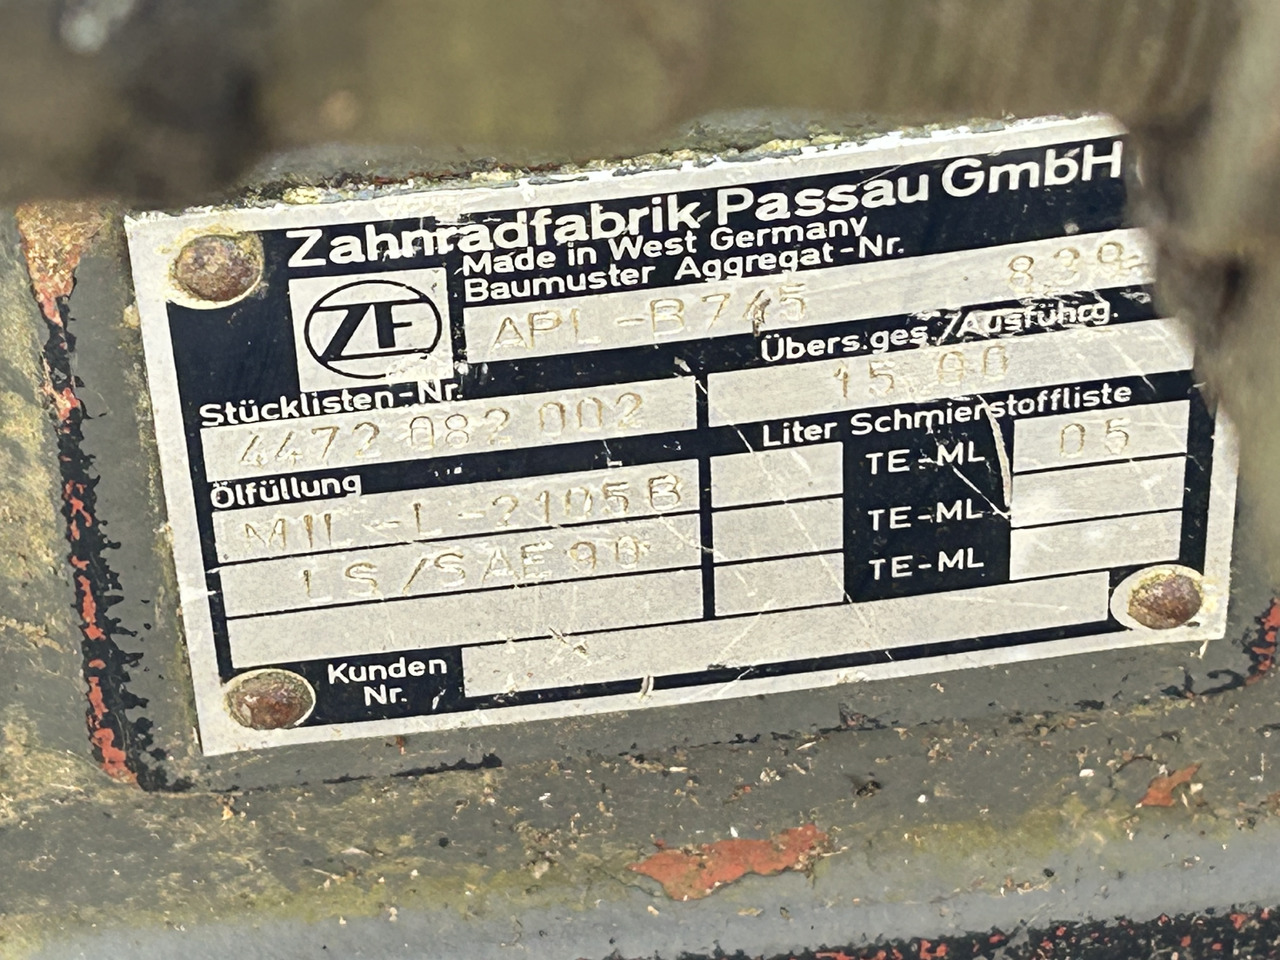 Zahnradfabrik Passau GmbH
Made in West Germany
Baumuster Aggregat-Nr.
ZF
APL-B745 839
Stücklisten-Nr. Übers.ges./Ausführg.
4472 082 002 15.00
Ölfüllung Liter Schmierstoffliste
MIL-L-2105B TE-ML 05
LS/SAE90 TE-ML
TE-ML
Kunden
Nr.